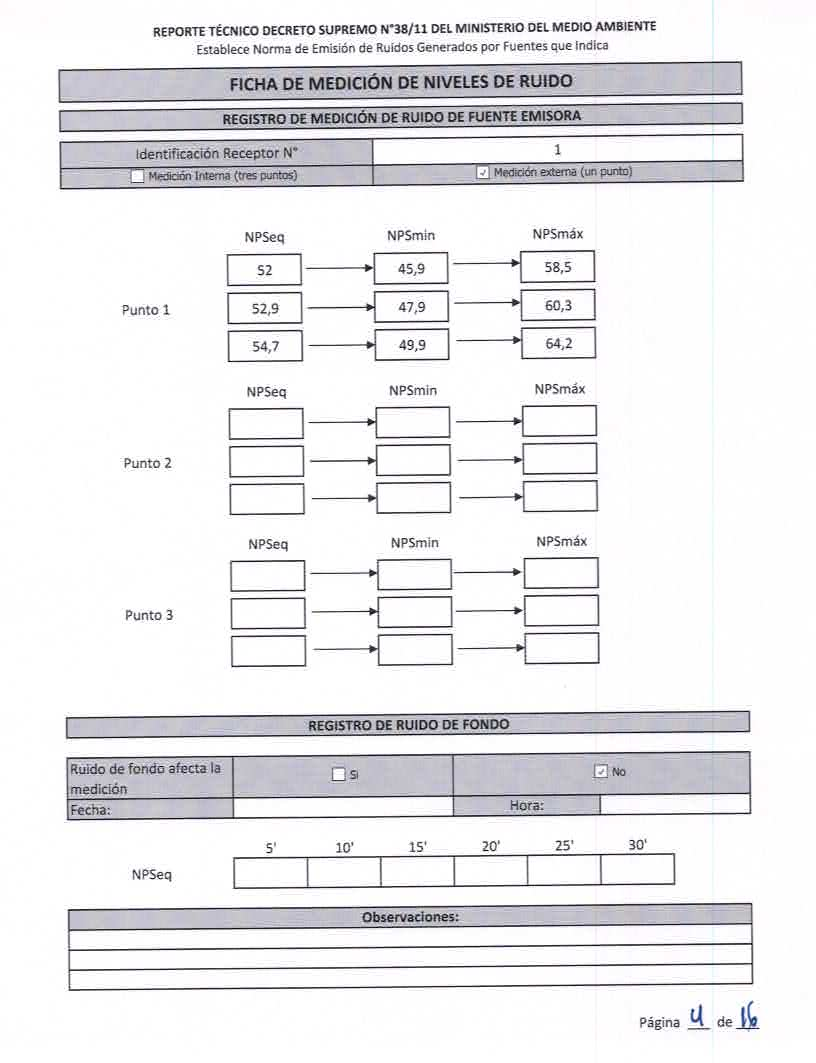 REPORTE TÉCNICO DECRETO SUPREMO N°38/11 DEL MINISTERIO DEL MEDIO AMBIENTE
Establece Norma de Emisión de Ruidos Generados por Fuentes que Indica
FICHA DE MEDICIÓN DE NIVELES DE RUIDO
REGISTRO DE MEDICIÓN DE RUIDO DE FUENTE EMISORA
Identificación Receptor N° 1
Medición Interna (tres puntos) Medición externa (un punto)
NPSeq NPSmin NPSmáx
52 45,9 58,5
Punto 1 52,9 47,9 60,3
54,7 49,9 64,2
NPSeq NPSmin NPSmáx
Punto 2
NPSeq NPSmin NPSmáx
Punto 3
REGISTRO DE RUIDO DE FONDO
Ruido de fondo afecta la Si No
medición
Fecha: Hora:
5' 10' 15' 20' 25' 30'
NPSeq
Observaciones:
Página 4 de 16